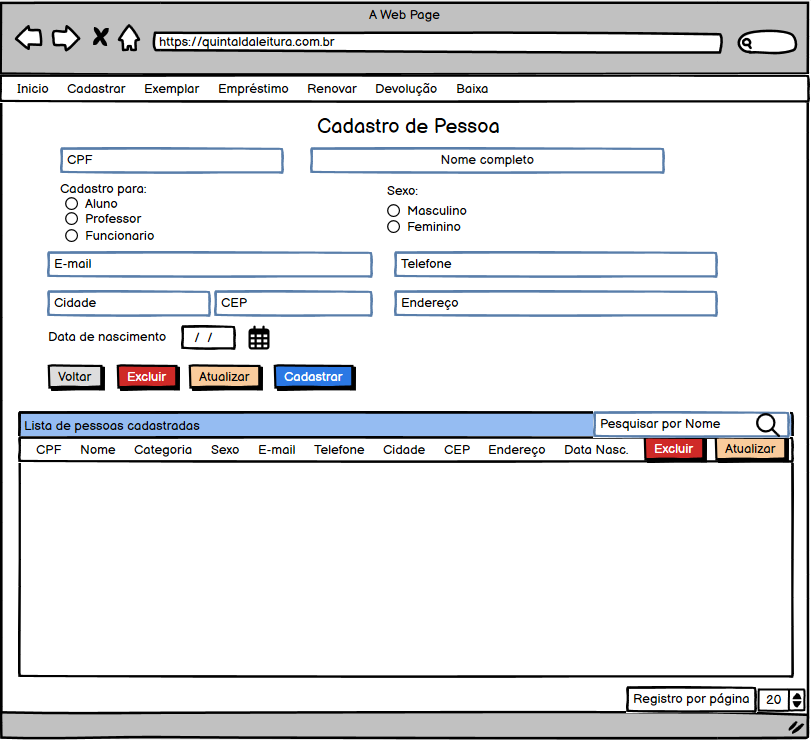 A Web Page
https://quintaldaleitura.com.br
Inicio Cadastrar Exemplar Empréstimo Renovar Devolução Baixa
Cadastro de Pessoa
CPF Nome completo
Cadastro para: Sexo:
Aluno Masculino
Professor Feminino
Funcionario
E-mail Telefone
Cidade CEP Endereço
Data de nascimento / /
Voltar Excluir Atualizar Cadastrar
Lista de pessoas cadastradas Pesquisar por Nome
CPF Nome Categoria Sexo E-mail Telefone Cidade CEP Endereço Data Nasc. Excluir Atualizar
Registro por página 20